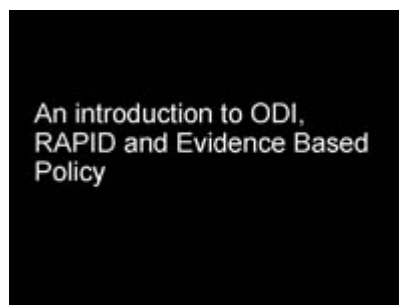 An introduction to ODI,
RAPID and Evidence Based
Policy